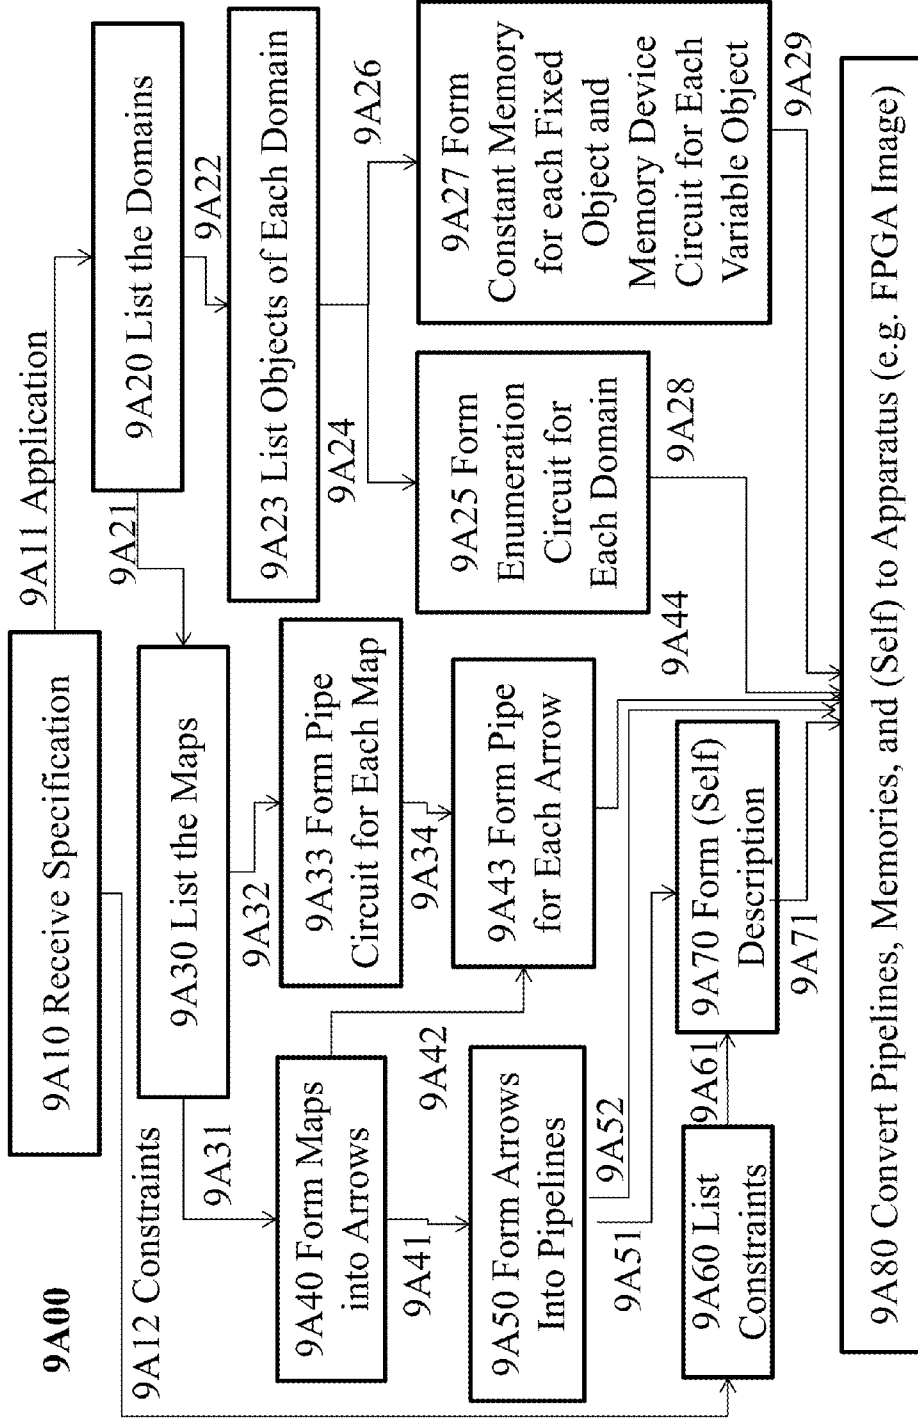 9A00
9A10 Receive Specification
9A11 Application
9A12 Constraints
9A20 List the Domains
9A21
9A22
9A30 List the Maps
9A31
9A32
9A23 List Objects of Each Domain
9A24
9A26
9A40 Form Maps
into Arrows
9A41
9A42
9A33 Form Pipe
Circuit for Each Map
9A34
9A25 Form
Enumeration
Circuit for
Each Domain
9A28
9A27 Form
Constant Memory
for each Fixed
Object and
Memory Device
Circuit for Each
Variable Object
9A29
9A50 Form Arrows
Into Pipelines
9A51
9A52
9A43 Form Pipe
for Each Arrow
9A44
9A60 List
Constraints
9A61
9A70 Form (Self)
Description
9A71
9A80 Convert Pipelines, Memories, and (Self) to Apparatus (e.g. FPGA Image)